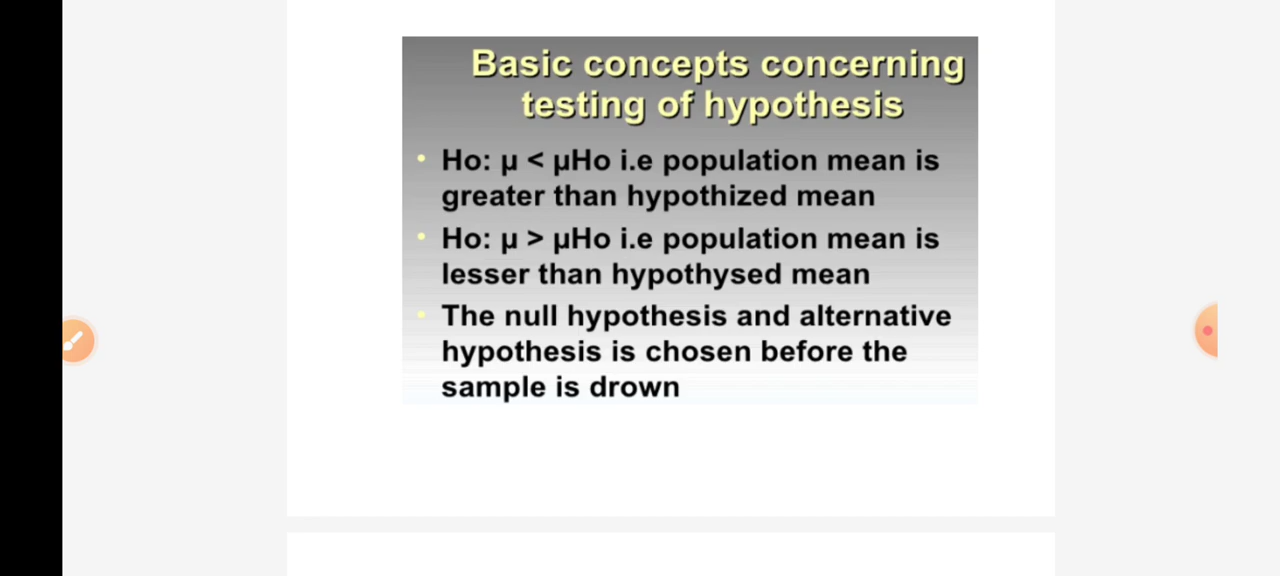 Basic concepts concerning
testing of hypothesis
• Ho: μ < μHo i.e population mean is
greater than hypothized mean
• Ho: μ > μHo i.e population mean is
lesser than hypothysed mean
• The null hypothesis and alternative
hypothesis is chosen before the
sample is drown